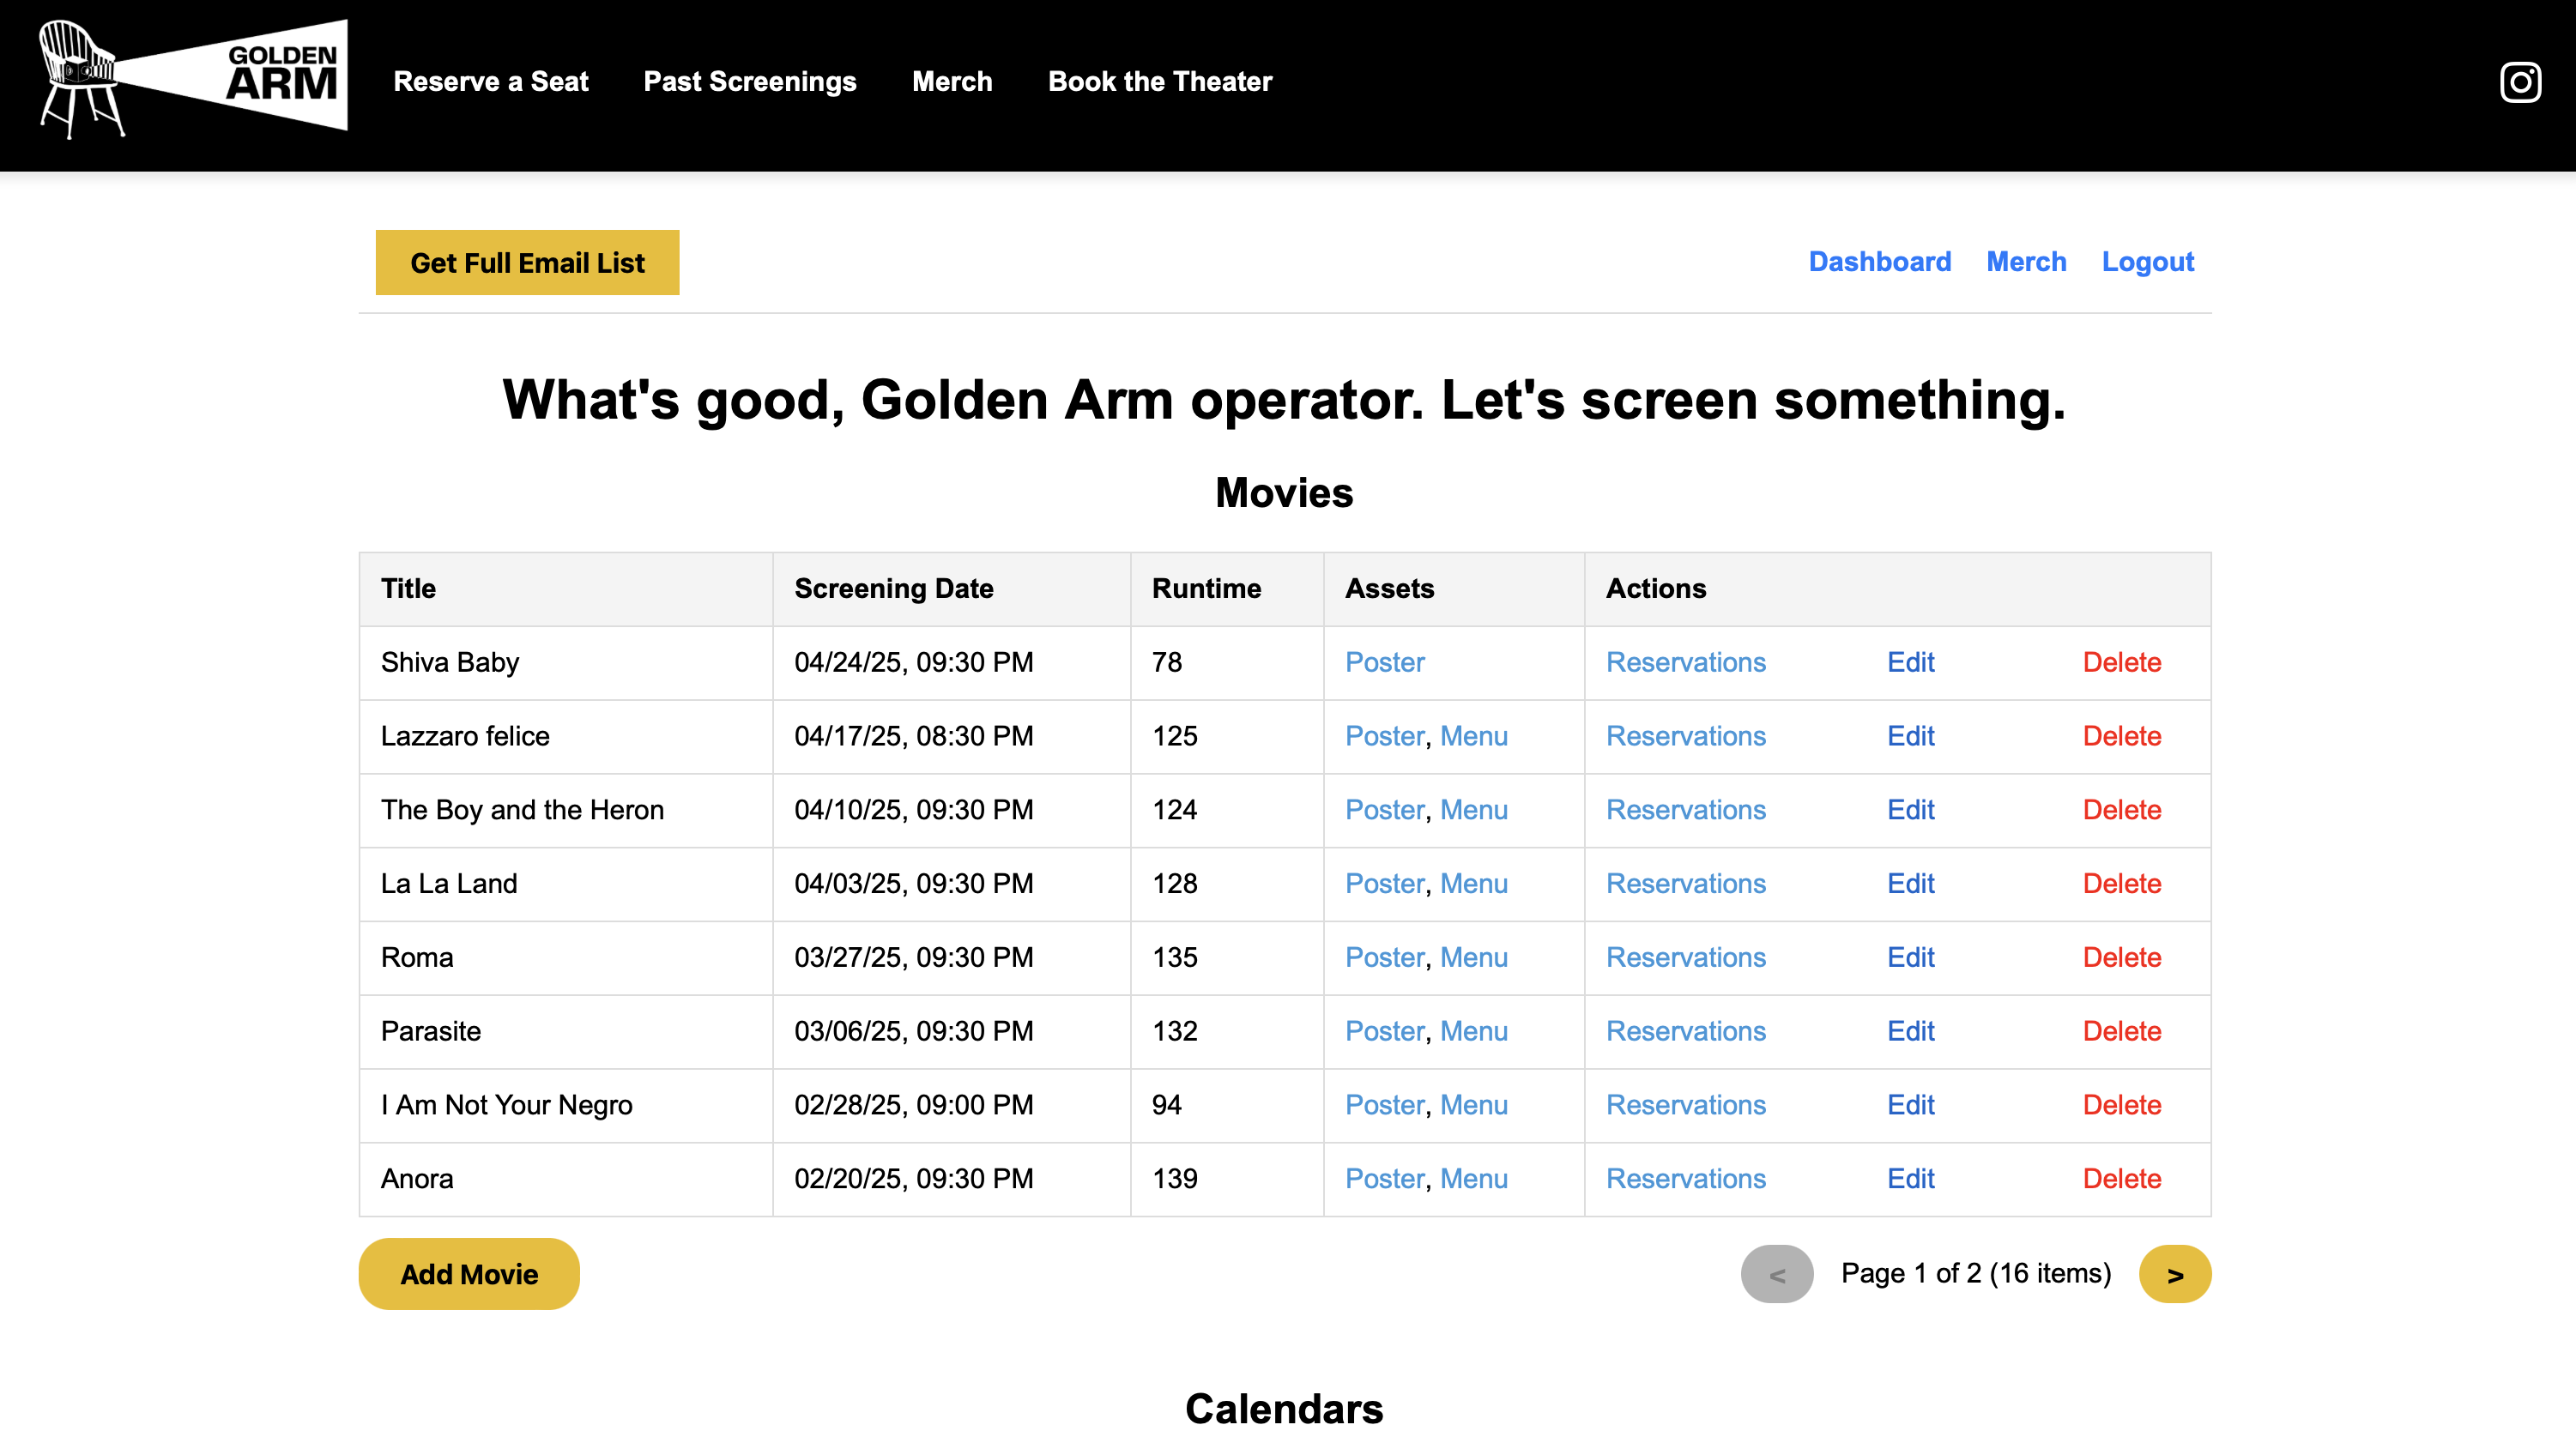 GOLDEN
ARM
Reserve a Seat Past Screenings Merch Book the Theater
Get Full Email List Dashboard Merch Logout
What's good, Golden Arm operator. Let's screen something.
Movies
Title Screening Date Runtime Assets Actions
Shiva Baby 04/24/25, 09:30 PM 78 Poster Reservations Edit Delete
Lazzaro felice 04/17/25, 08:30 PM 125 Poster, Menu Reservations Edit Delete
The Boy and the Heron 04/10/25, 09:30 PM 124 Poster, Menu Reservations Edit Delete
La La Land 04/03/25, 09:30 PM 128 Poster, Menu Reservations Edit Delete
Roma 03/27/25, 09:30 PM 135 Poster, Menu Reservations Edit Delete
Parasite 03/06/25, 09:30 PM 132 Poster, Menu Reservations Edit Delete
I Am Not Your Negro 02/28/25, 09:00 PM 94 Poster, Menu Reservations Edit Delete
Anora 02/20/25, 09:30 PM 139 Poster, Menu Reservations Edit Delete
Add Movie < Page 1 of 2 (16 items) >
Calendars